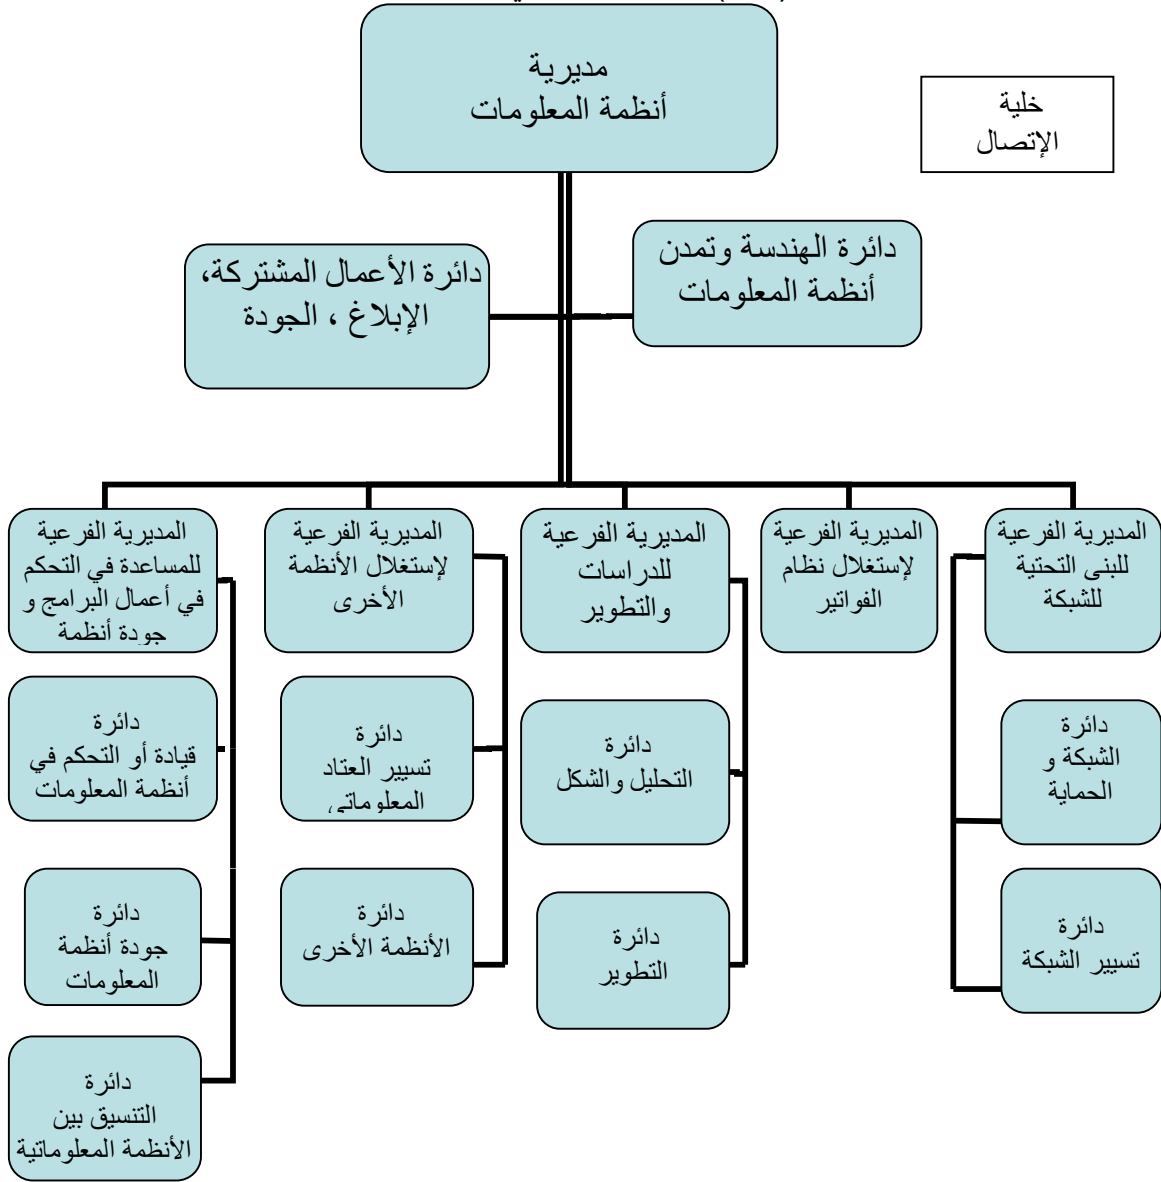 مديرية
أنظمة المعلومات
خلية
الإتصال
دائرة الهندسة وتمدن
أنظمة المعلومات
دائرة الأعمال المشتركة،
الإبلاغ ، الجودة
المديرية الفرعية
للبنى التحتية
للشبكة
المديرية الفرعية
لإستغلال نظام
الفواتير
المديرية الفرعية
للدراسات
والتطوير
المديرية الفرعية
لإستغلال الأنظمة
الأخرى
المديرية الفرعية
للمساعدة في التحكم
في أعمال البرامج و
جودة أنظمة
دائرة
الشبكة و
الحماية
دائرة
التحليل والشكل
دائرة
تسيير العتاد
المعلوماتي
دائرة
قيادة أو التحكم في
أنظمة المعلومات
دائرة
تسيير الشبكة
دائرة
التطوير
دائرة
الأنظمة الأخرى
دائرة
جودة أنظمة
المعلومات
دائرة
التنسيق بين
الأنظمة المعلوماتية